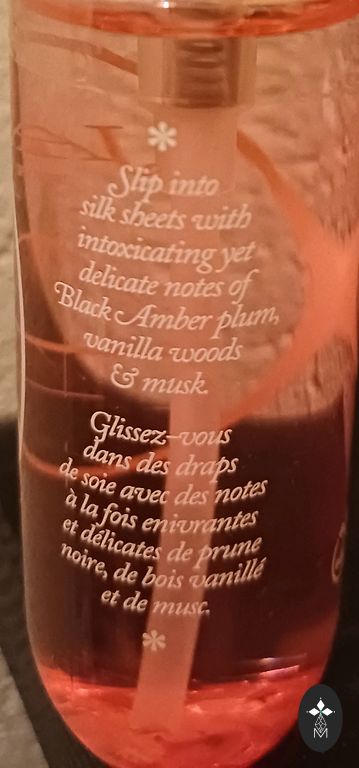 *
Slip into
silk sheets with
intoxicating yet
delicate notes of
Black Amber plum,
vanilla woods
& musk.
Glissez-vous
dans des draps
de soie avec des notes
à la fois enivrantes
et délicates de prune
noire, de bois vanillé
et de musc.
*
M